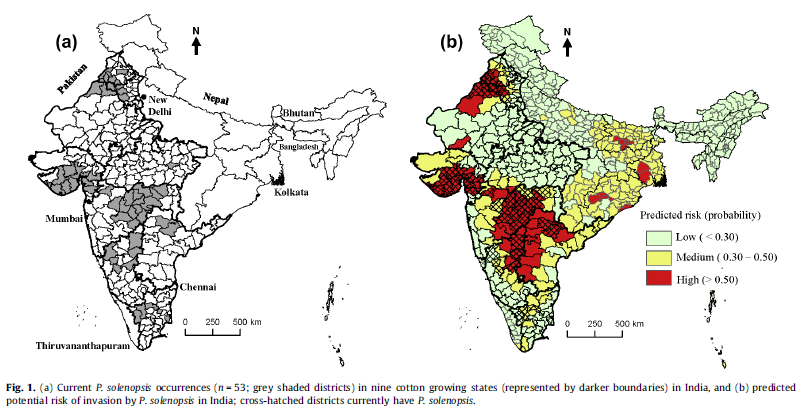 (a)
N
Pakistan
New
Delhi
Nepal
Bhutan
Bangladesh
Kolkata
Mumbai
Chennai
Thiruvananthapuram
0 250 500 km
(b)
N
Predicted risk (probability)
Low (< 0.30)
Medium (0.30 – 0.50)
High (> 0.50)
0 250 500 km
Fig. 1. (a) Current P. solenopsis occurrences (n = 53; grey shaded districts) in nine cotton growing states (represented by darker boundaries) in India, and (b) predicted
potential risk of invasion by P. solenopsis in India; cross-hatched districts currently have P. solenopsis.